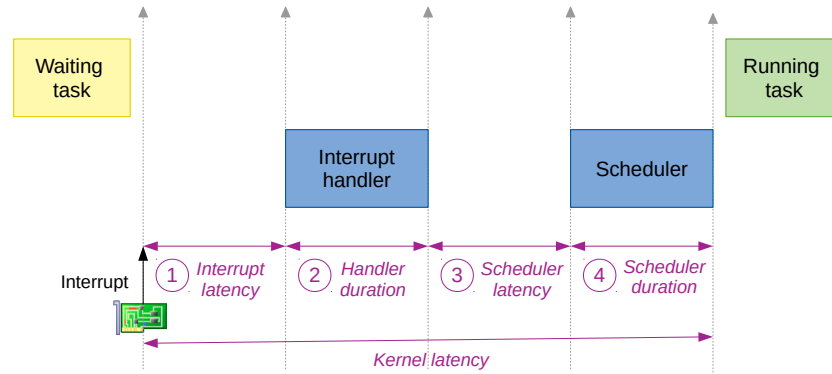 Waiting
task
Running
task
Interrupt
handler
Scheduler
Interrupt
1
Interrupt
latency
2
Handler
duration
3
Scheduler
latency
4
Scheduler
duration
Kernel latency